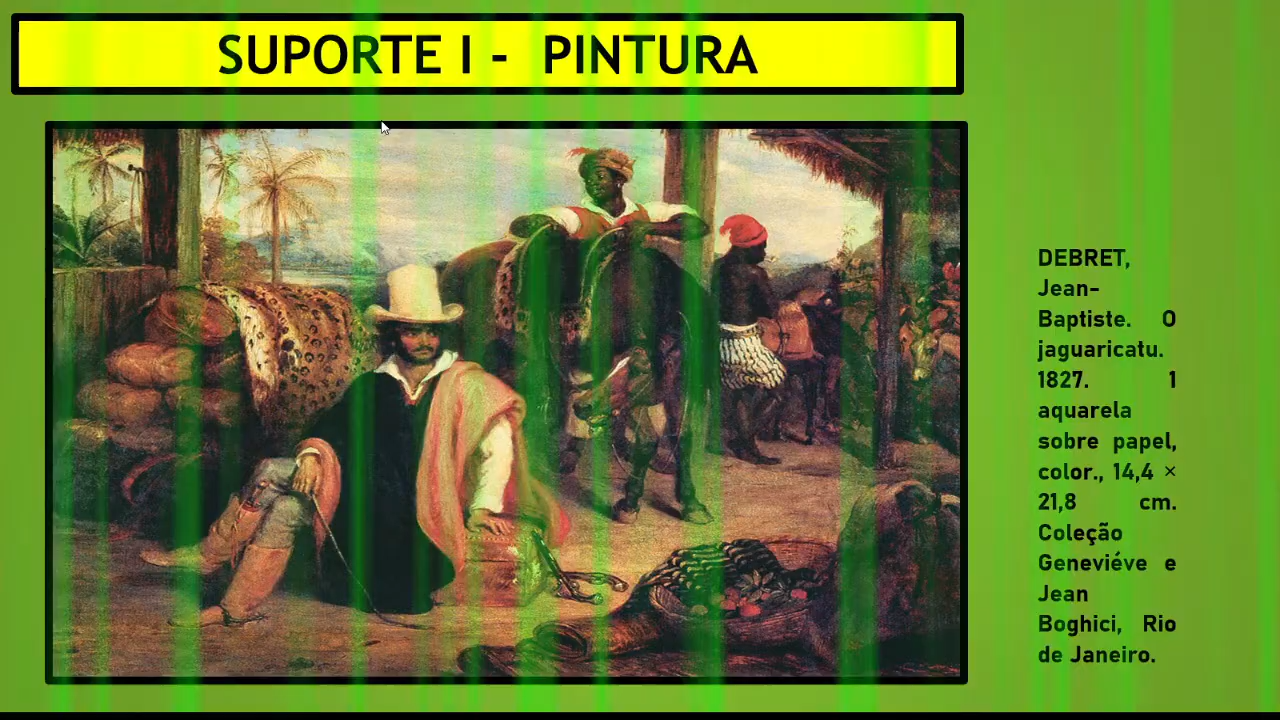 SUPORTE I - PINTURA
DEBRET,
Jean-
Baptiste. O
jaguaricatu.
1827. 1
aquarela
sobre papel,
color., 14,4 ×
21,8 cm.
Coleção
Geneviéve e
Jean
Boghici, Rio
de Janeiro.